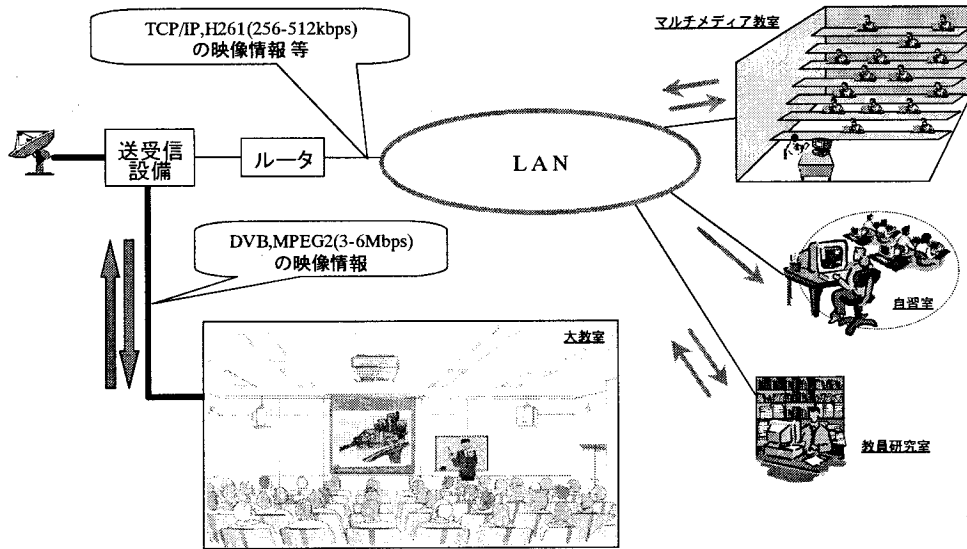 TCP/IP,H261(256-512kbps)
の映像情報 等
マルチメディア教室
送受信
設備
ルータ
LAN
DVB,MPEG2(3-6Mbps)
の映像情報
自習室
大教室
教員研究室